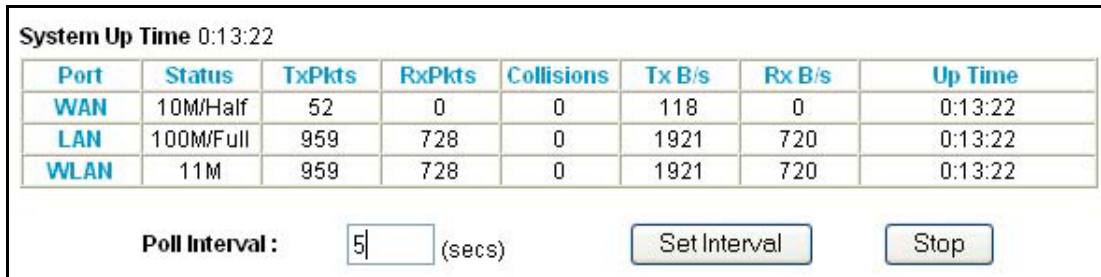 System Up Time 0:13:22
Port Status TxPkts RxPkts Collisions Tx B/s Rx B/s Up Time
WAN 10M/Half 52 0 0 118 0 0:13:22
LAN 100M/Full 959 728 0 1921 720 0:13:22
WLAN 11M 959 728 0 1921 720 0:13:22
Poll Interval : 5 (secs) Set Interval Stop